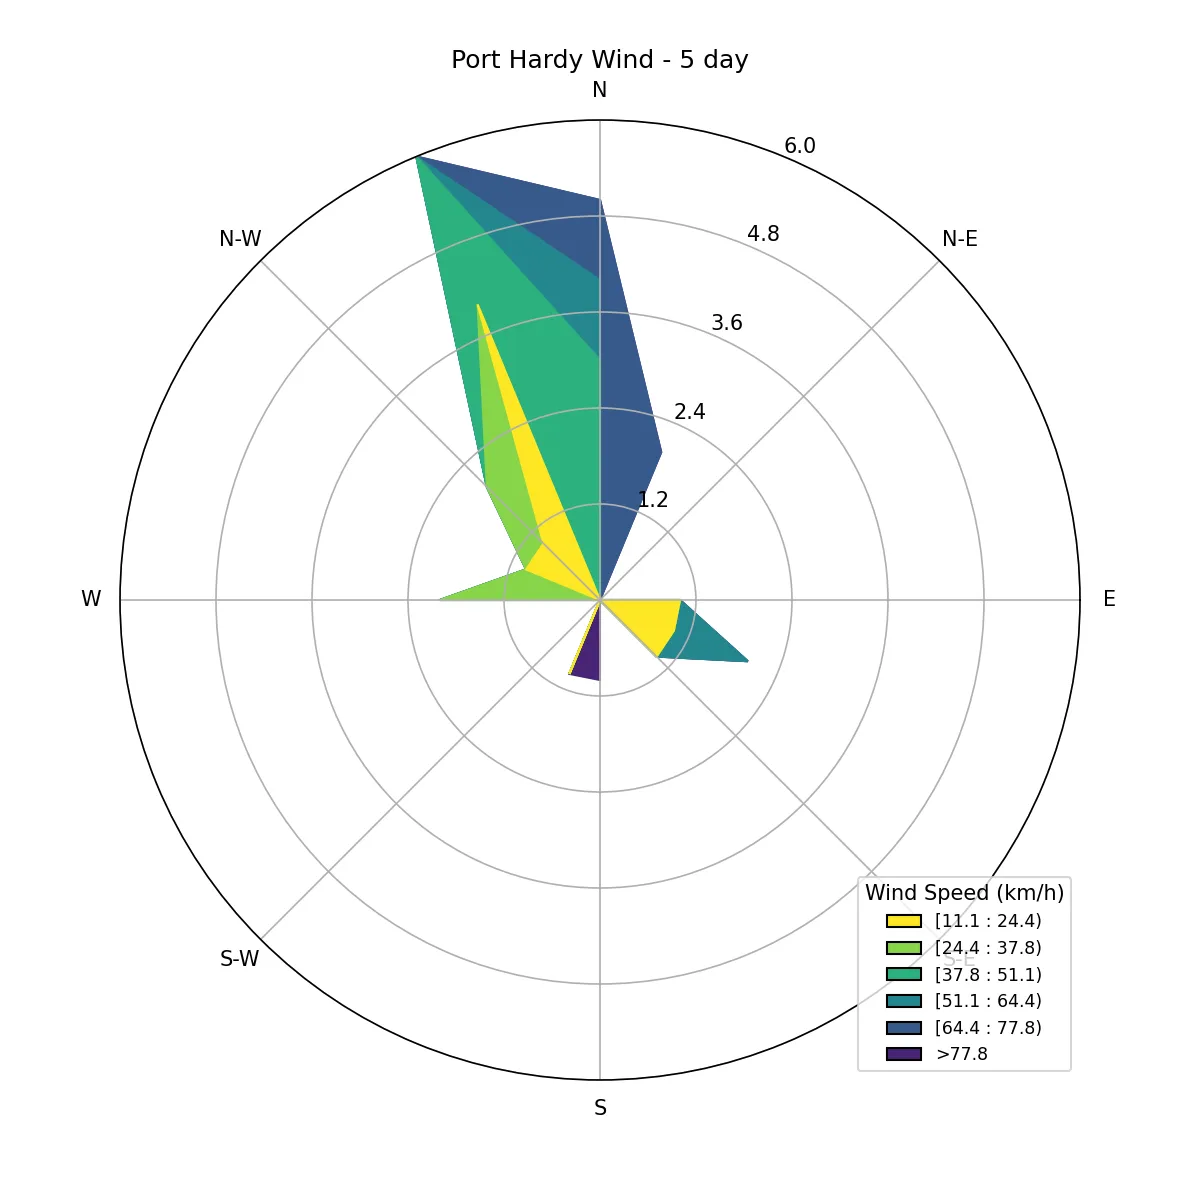 Port Hardy Wind - 5 day
N
6.0
N-W
N-E
4.8
3.6
2.4
1.2
W
E
S-W
S-E
Wind Speed (km/h)
[11.1 : 24.4)
[24.4 : 37.8)
[37.8 : 51.1)
[51.1 : 64.4)
[64.4 : 77.8)
>77.8
S